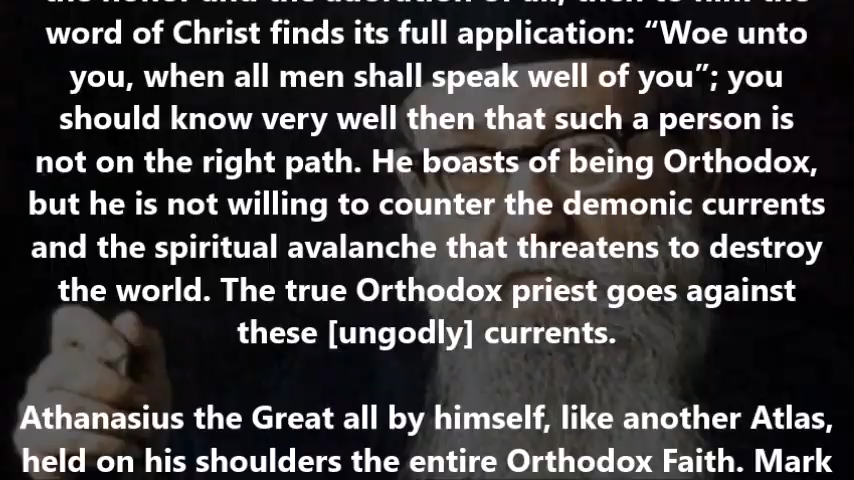 the honor and the adoration of all, then to him the
word of Christ finds its full application: “Woe unto
you, when all men shall speak well of you”; you
should know very well then that such a person is
not on the right path. He boasts of being Orthodox,
but he is not willing to counter the demonic currents
and the spiritual avalanche that threatens to destroy
the world. The true Orthodox priest goes against
these [ungodly] currents.
Athanasius the Great all by himself, like another Atlas,
held on his shoulders the entire Orthodox Faith. Mark